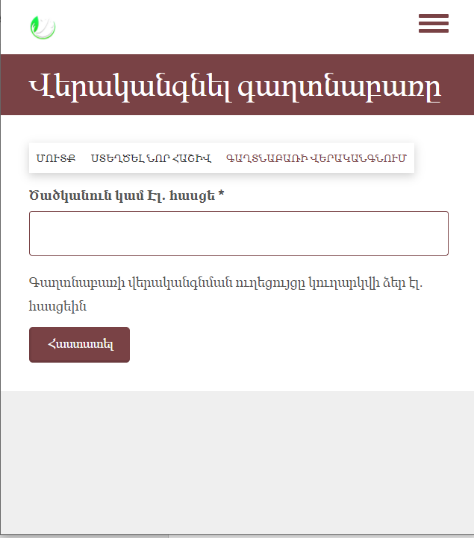 Վերականգնել գաղտնաբառը
ՄՈՒՏՔ ՍՏԵՂԾԵԼ ՆՈՐ ՀԱՇԻՎ ԳԱՂՏՆԱԲԱՌԻ ՎԵՐԱԿԱՆԳՆՈՒՄ
Ծածկանուն կամ Էլ. հասցե *
Գաղտնաբառի վերականգնման ուղեցույցը կուղարկվի ձեր էլ.
հասցեին
Հաստատել